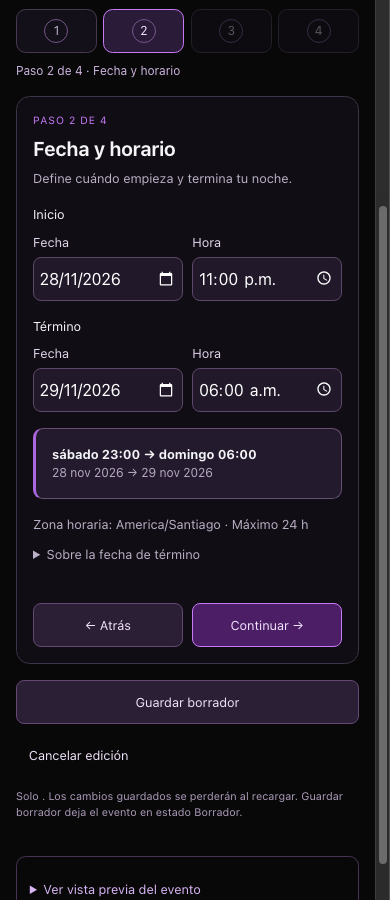 1
2
3
4
Paso 2 de 4 · Fecha y horario
PASO 2 DE 4
Fecha y horario
Define cuándo empieza y termina tu noche.
Inicio
Fecha
Hora
28/11/2026
11:00 p.m.
Término
Fecha
Hora
29/11/2026
06:00 a.m.
sábado 23:00 → domingo 06:00
28 nov 2026 → 29 nov 2026
Zona horaria: America/Santiago · Máximo 24 h
▶ Sobre la fecha de término
← Atrás
Continuar →
Guardar borrador
Cancelar edición
Solo . Los cambios guardados se perderán al recargar. Guardar
borrador deja el evento en estado Borrador.
▶ Ver vista previa del evento